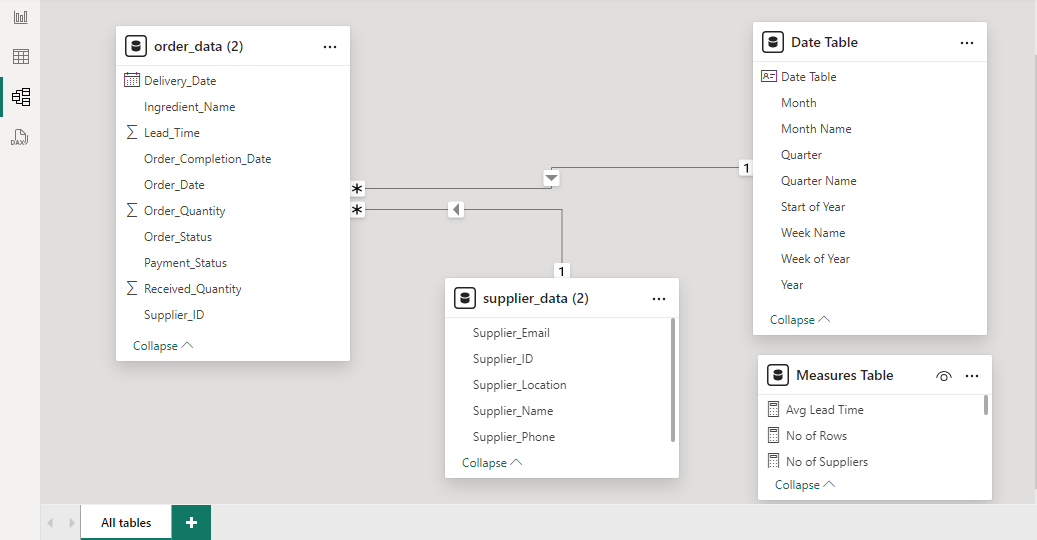 order_data (2)
...
Delivery_Date
Ingredient_Name
Lead_Time
Order_Completion_Date
Order_Date
Order_Quantity
Order_Status
Payment_Status
Received_Quantity
Supplier_ID
Collapse
*
*
1
1
supplier_data (2)
...
Supplier_Email
Supplier_ID
Supplier_Location
Supplier_Name
Supplier_Phone
Collapse
Date Table
...
Date Table
Month
Month Name
Quarter
Quarter Name
Start of Year
Week Name
Week of Year
Year
Collapse
Measures Table
...
Avg Lead Time
No of Rows
No of Suppliers
Collapse
DAX
All tables
+